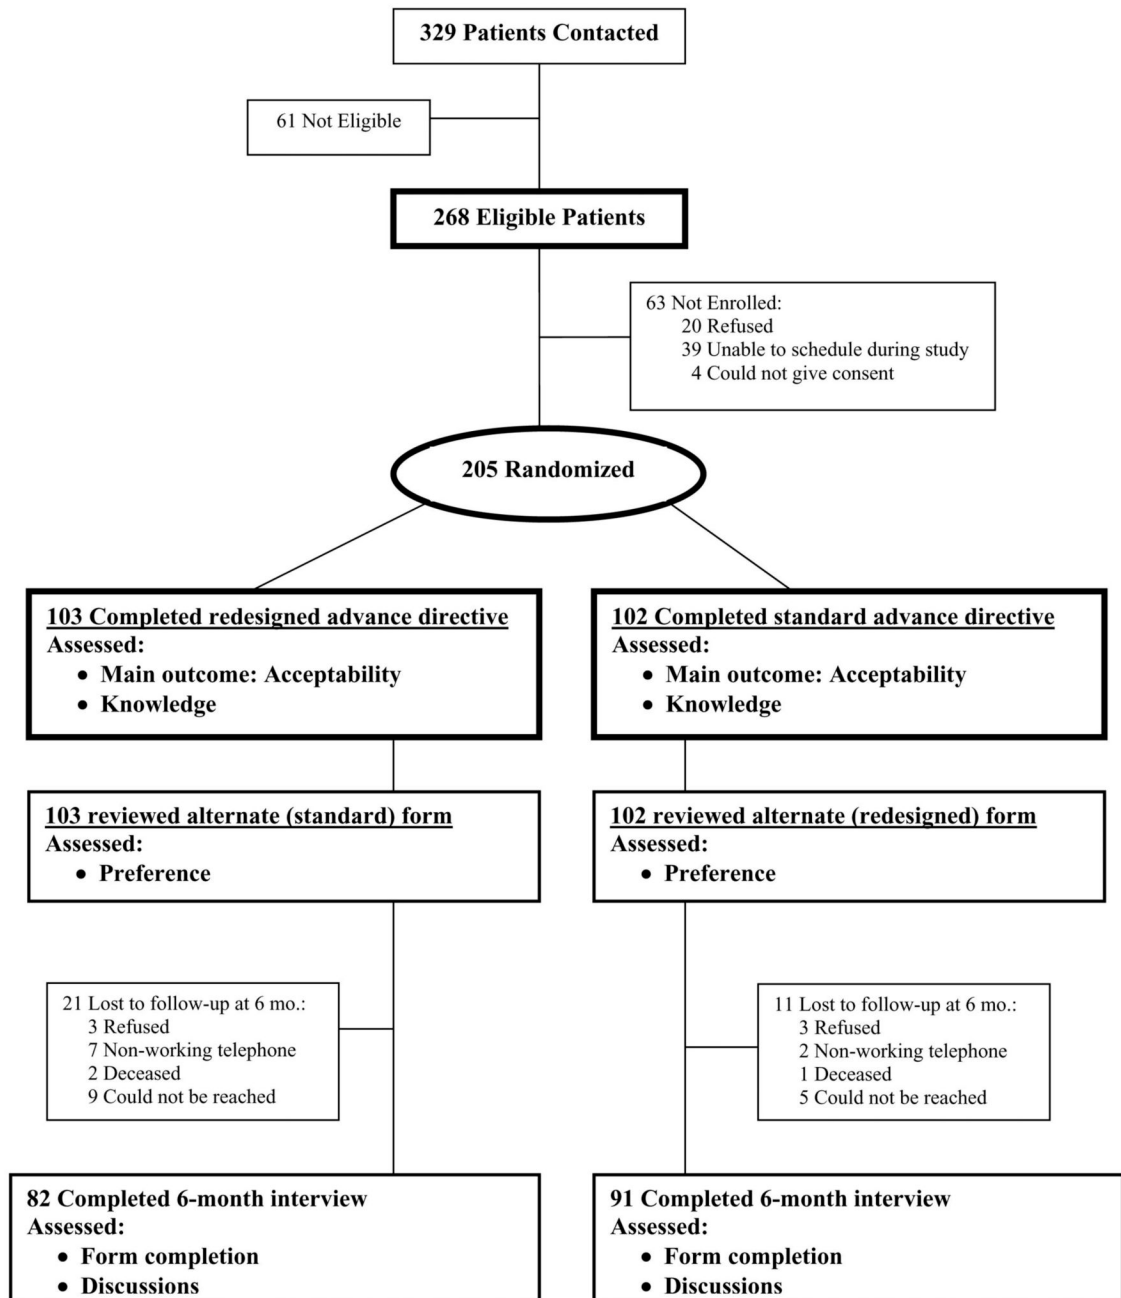 329 Patients Contacted
61 Not Eligible
268 Eligible Patients
63 Not Enrolled:
20 Refused
39 Unable to schedule during study
4 Could not give consent
205 Randomized
103 Completed redesigned advance directive
Assessed:
• Main outcome: Acceptability
• Knowledge
102 Completed standard advance directive
Assessed:
• Main outcome: Acceptability
• Knowledge
103 reviewed alternate (standard) form
Assessed:
• Preference
102 reviewed alternate (redesigned) form
Assessed:
• Preference
21 Lost to follow-up at 6 mo.:
3 Refused
7 Non-working telephone
2 Deceased
9 Could not be reached
11 Lost to follow-up at 6 mo.:
3 Refused
2 Non-working telephone
1 Deceased
5 Could not be reached
82 Completed 6-month interview
Assessed:
• Form completion
• Discussions
91 Completed 6-month interview
Assessed:
• Form completion
• Discussions